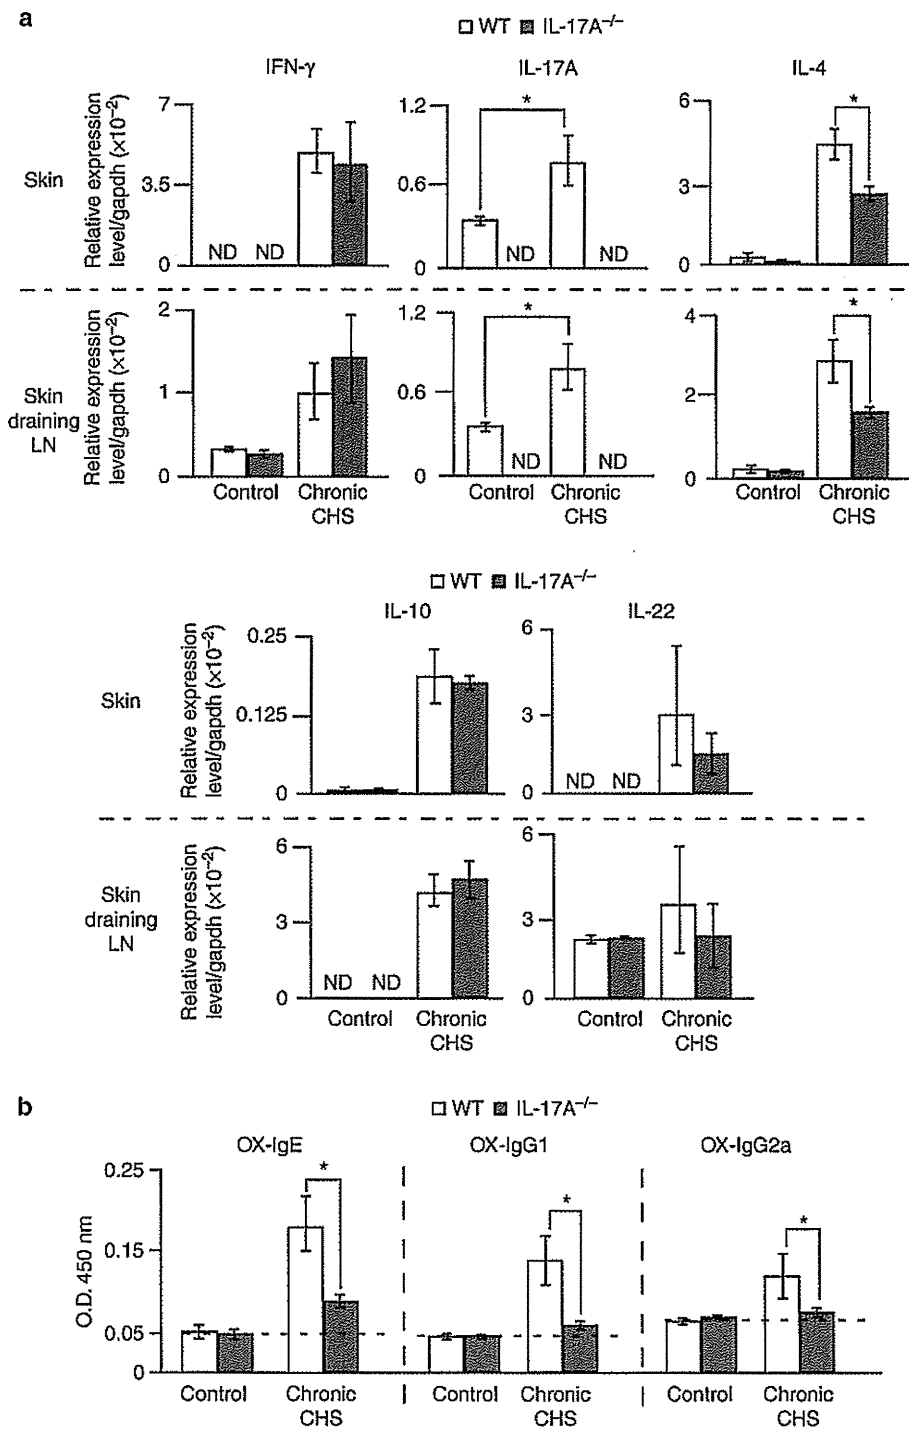 a
□ WT ■ IL-17A–/–
IFN-γ IL-17A IL-4
Skin
Relative expression
level/gapdh (×10–2)
7
3.5
0
ND ND
1.2
0.6
0
*
ND ND
6
3
0
*
Skin
draining
LN
Relative expression
level/gapdh (×10–2)
2
1
0
Control Chronic
CHS
1.2
0.6
0
*
ND ND
Control Chronic
CHS
4
2
0
*
Control Chronic
CHS
□ WT ■ IL-17A–/–
IL-10 IL-22
Skin
Relative expression
level/gapdh (×10–2)
0.25
0.125
0
6
3
0
ND ND
Skin
draining
LN
Relative expression
level/gapdh (×10–2)
6
3
0
ND ND
Control Chronic
CHS
6
3
0
Control Chronic
CHS
b
□ WT ■ IL-17A–/–
OX-IgE OX-IgG1 OX-IgG2a
O.D. 450 nm
0.25
0.15
0.05
0
* * *
Control Chronic Control Chronic Control Chronic
CHS CHS CHS